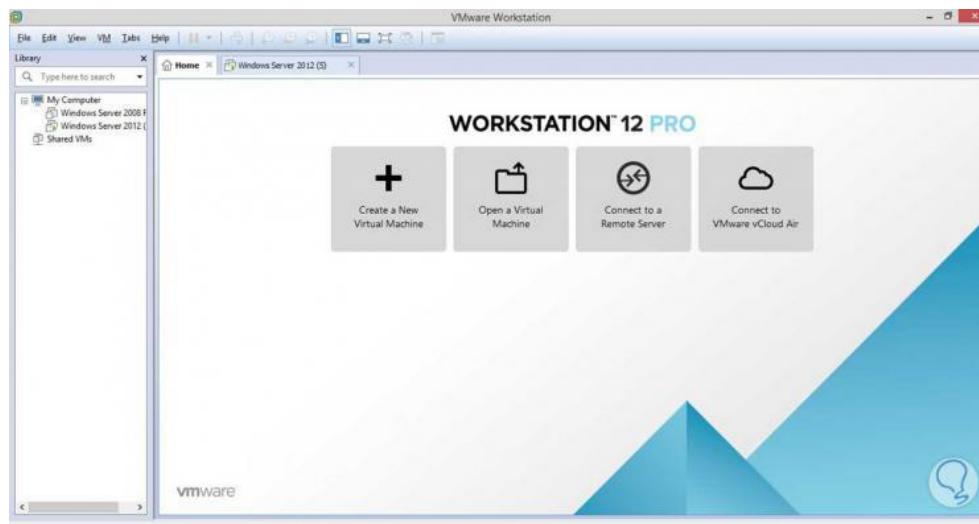 VMware Workstation
File Edit View VM Tabs Help
Library
Home
Windows Server 2012 (5)
Type here to search
My Computer
Windows Server 2008
Windows Server 2012 (
Shared VMs
WORKSTATION™ 12 PRO
Create a New
Virtual Machine
Open a Virtual
Machine
Connect to a
Remote Server
Connect to
VMware vCloud Air
vmware